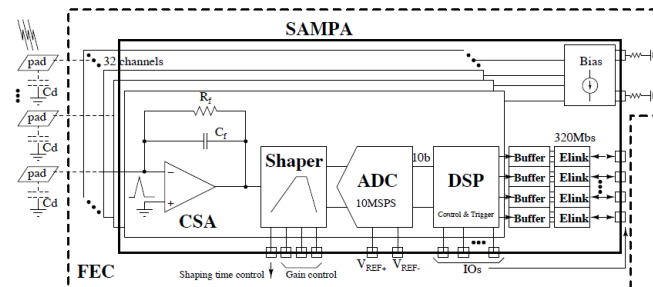 SAMPA
pad
Cd
32 channels
Bias
pad
Cd
pad
Cd
Rf
Cf
−
+
CSA
Shaper
ADC
10MSPS
10b
DSP
Control & Trigger
320Mbs
Buffer Elink
Buffer Elink
Buffer Elink
Buffer Elink
FEC
Shaping time control
Gain control
VREF+ VREF-
IOs